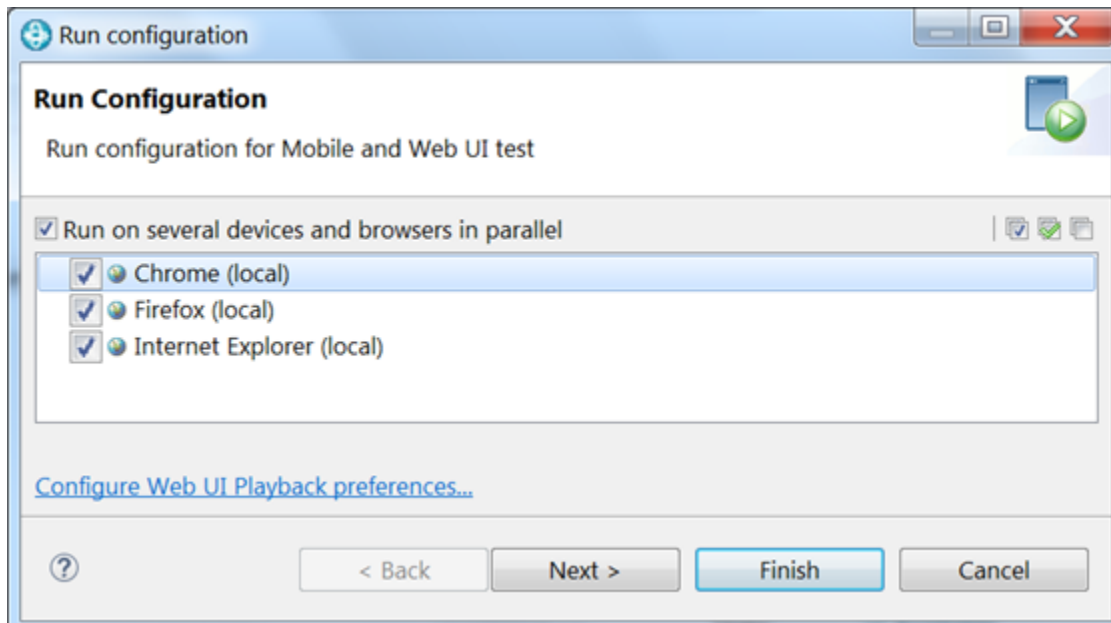 Run configuration
Run Configuration
Run configuration for Mobile and Web UI test
Run on several devices and browsers in parallel
Chrome (local)
Firefox (local)
Internet Explorer (local)
Configure Web UI Playback preferences...
? < Back Next > Finish Cancel